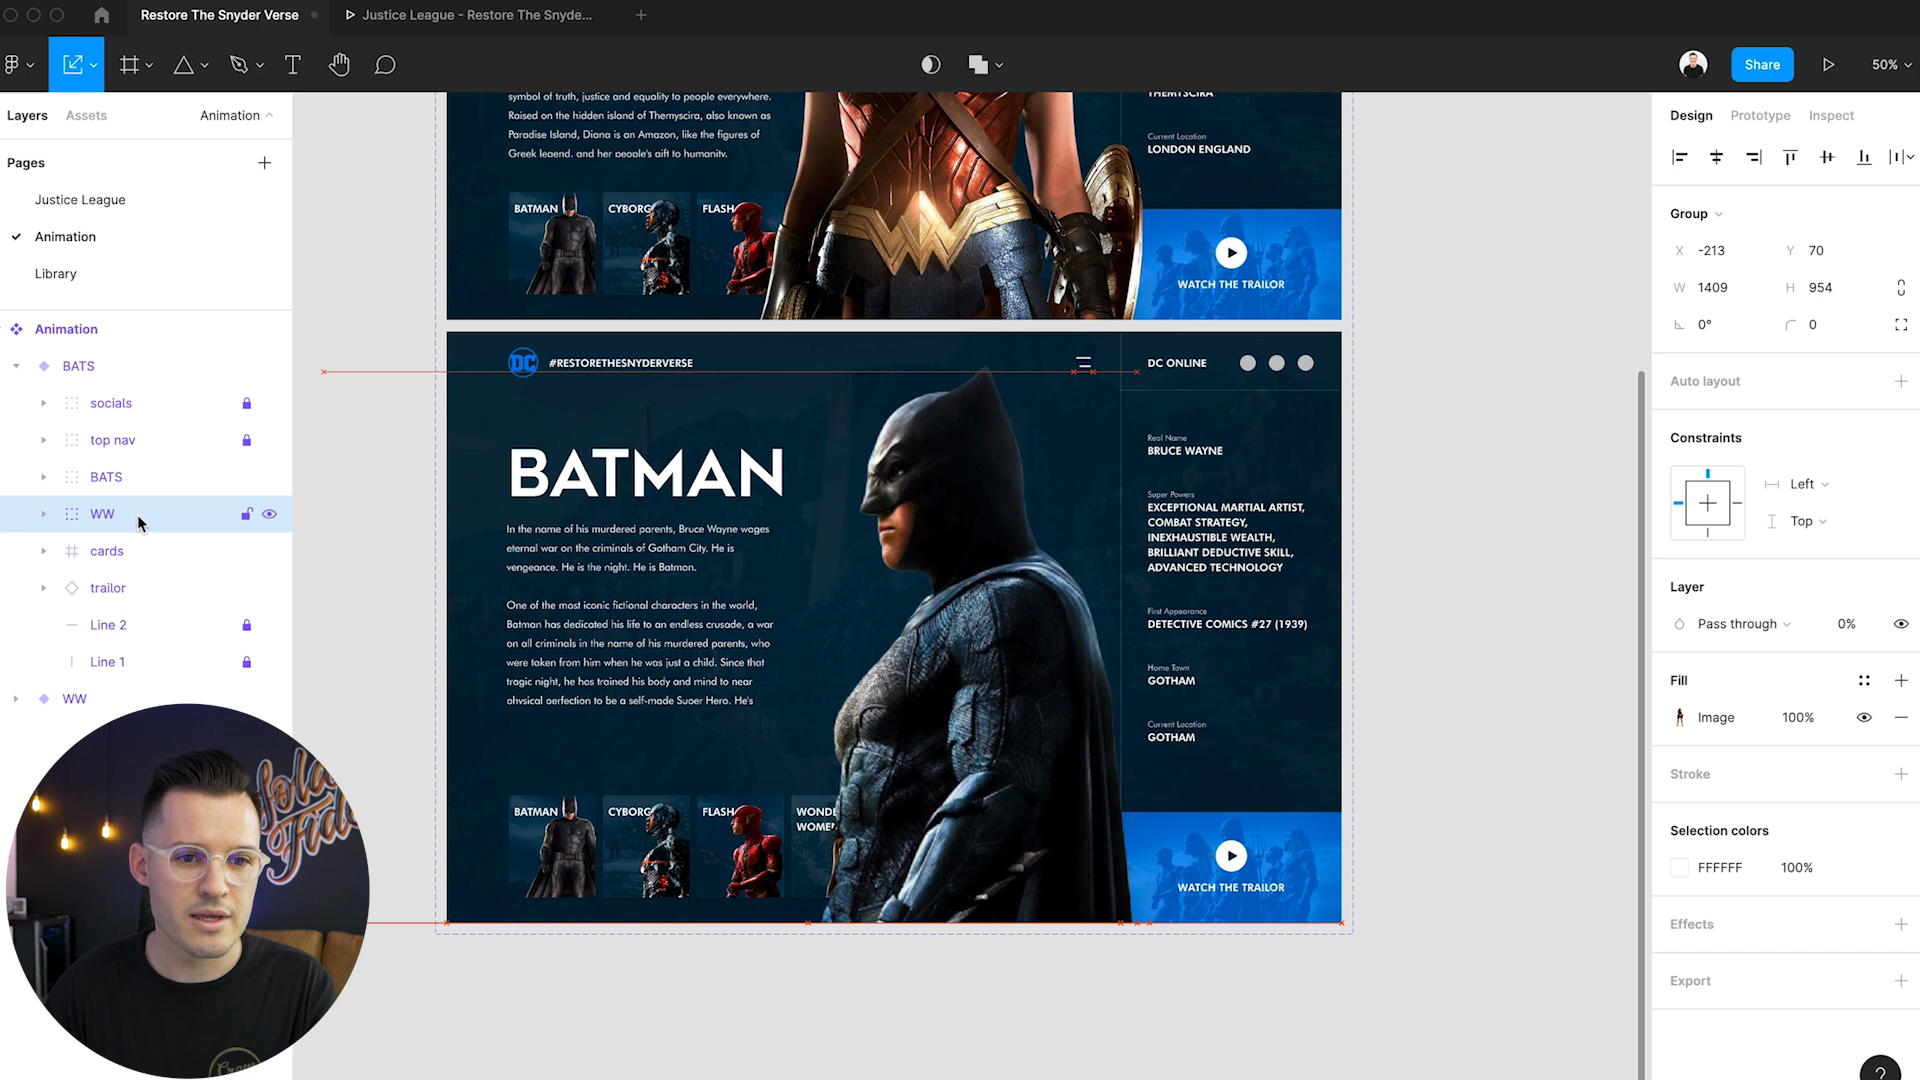 Restore The Snyder Verse
Justice League - Restore The Snyde...
Share
50%
Layers
Assets
Animation
Pages
Justice League
Animation
Library
Animation
BATS
socials
top nav
BATS
WW
cards
trailor
Line 2
Line 1
WW
symbol of truth, justice and equality to people everywhere.
Raised on the hidden island of Themyscira, also known as
Paradise Island, Diana is an Amazon, like the figures of
Greek legend, and her people's gift to humanity.
THEMYSCIRA
Current Location
LONDON ENGLAND
BATMAN
CYBORG
FLASH
WATCH THE TRAILOR
DC
#RESTORETHESNYDERVERSE
DC ONLINE
BATMAN
In the name of his murdered parents, Bruce Wayne wages
eternal war on the criminals of Gotham City. He is
vengeance. He is the night. He is Batman.
One of the most iconic fictional characters in the world,
Batman has dedicated his life to an endless crusade, a war
on all criminals in the name of his murdered parents, who
were taken from him when he was just a child. Since that
tragic night, he has trained his body and mind to near
physical perfection to be a self-made Super Hero. He's
Real Name
BRUCE WAYNE
Super Powers
EXCEPTIONAL MARTIAL ARTIST,
COMBAT STRATEGY,
INEXHAUSTIBLE WEALTH,
BRILLIANT DEDUCTIVE SKILL,
ADVANCED TECHNOLOGY
First Appearance
DETECTIVE COMICS #27 (1939)
Home Town
GOTHAM
Current Location
GOTHAM
BATMAN
CYBORG
FLASH
WONDE
WOME
WATCH THE TRAILOR
Design
Prototype
Inspect
Group
X -213
Y 70
W 1409
H 954
0°
0
Auto layout
Constraints
Left
Top
Layer
Pass through
0%
Fill
Image
100%
Stroke
Selection colors
FFFFFF
100%
Effects
Export
?